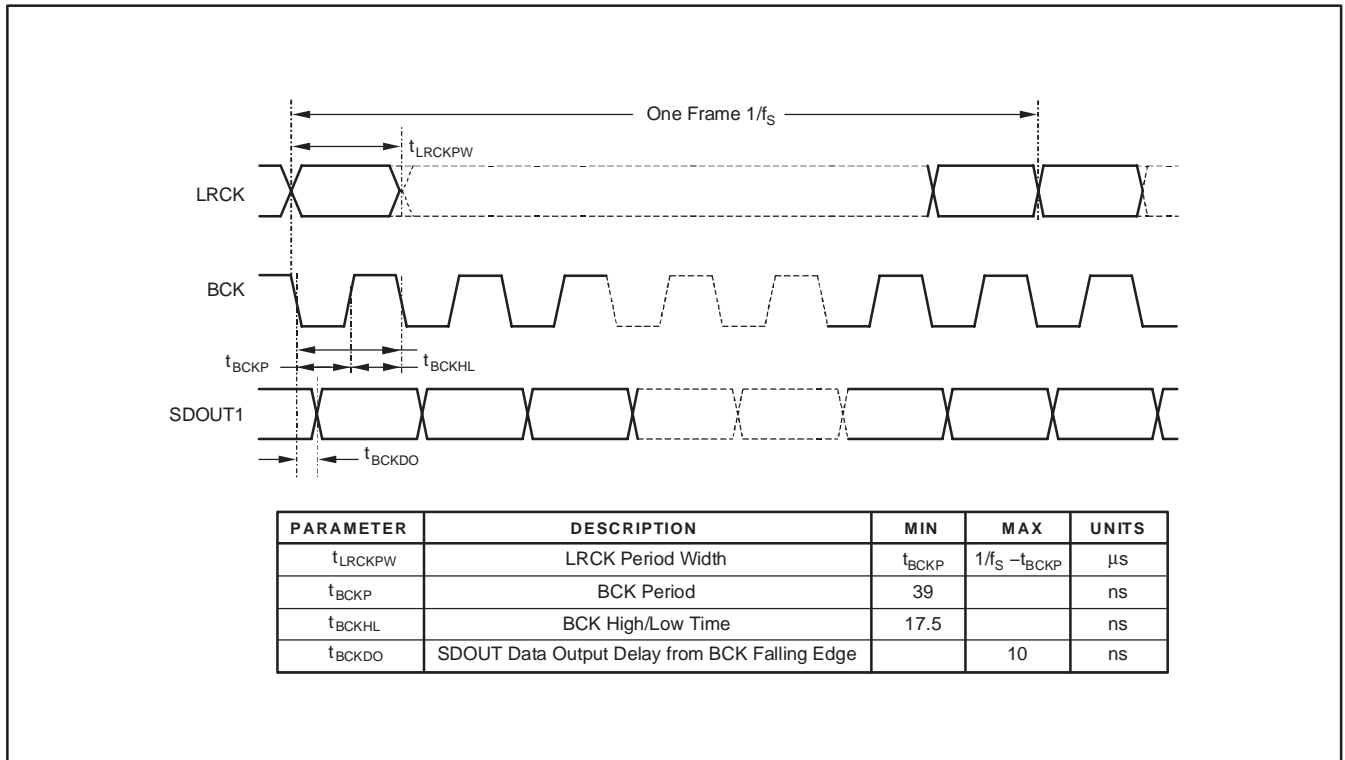 One Frame 1/fS
tLRCKPW
LRCK
BCK
tBCKP
tBCKHL
SDOUT1
tBCKDO
PARAMETER DESCRIPTION MIN MAX UNITS
tLRCKPW LRCK Period Width tBCKP 1/fS −tBCKP μs
tBCKP BCK Period 39 ns
tBCKHL BCK High/Low Time 17.5 ns
tBCKDO SDOUT Data Output Delay from BCK Falling Edge 10 ns